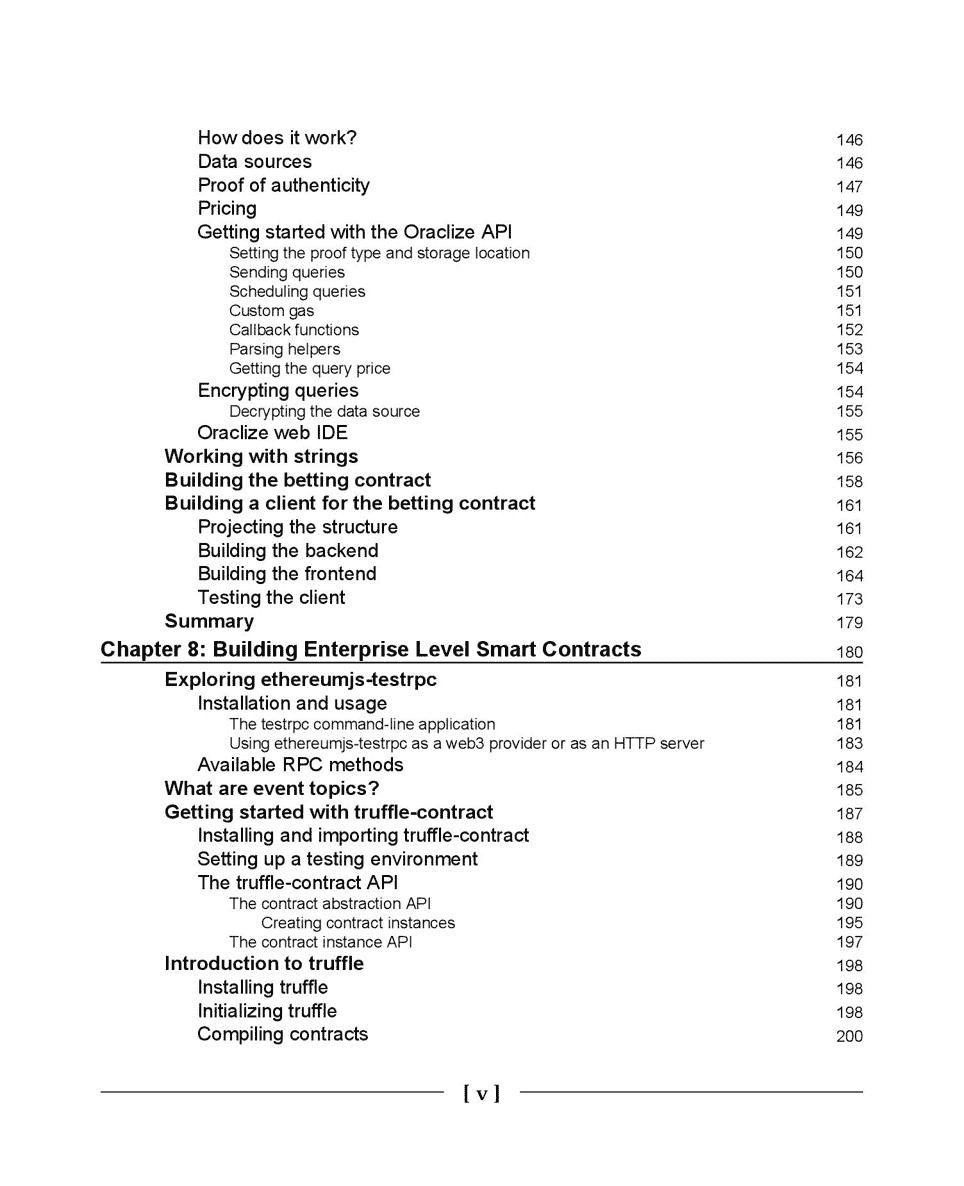 How does it work? 146
Data sources 146
Proof of authenticity 147
Pricing 149
Getting started with the Oraclize API 149
Setting the proof type and storage location 150
Sending queries 150
Scheduling queries 151
Custom gas 151
Callback functions 152
Parsing helpers 153
Getting the query price 154
Encrypting queries 154
Decrypting the data source 155
Oraclize web IDE 155
Working with strings 156
Building the betting contract 158
Building a client for the betting contract 161
Projecting the structure 161
Building the backend 162
Building the frontend 164
Testing the client 173
Summary 179
Chapter 8: Building Enterprise Level Smart Contracts 180
Exploring ethereumjs-testrpc 181
Installation and usage 181
The testrpc command-line application 181
Using ethereumjs-testrpc as a web3 provider or as an HTTP server 183
Available RPC methods 184
What are event topics? 185
Getting started with truffle-contract 187
Installing and importing truffle-contract 188
Setting up a testing environment 189
The truffle-contract API 190
The contract abstraction API 190
Creating contract instances 195
The contract instance API 197
Introduction to truffle 198
Installing truffle 198
Initializing truffle 198
Compiling contracts 200
[ v ]